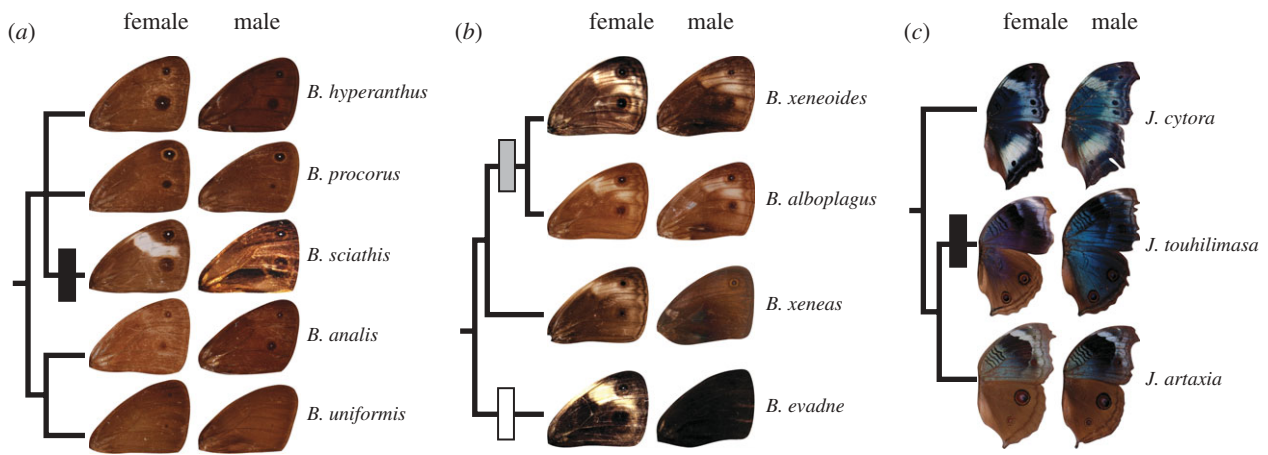 (a)
female male
B. hyperanthus
B. procorus
B. sciathis
B. analis
B. uniformis
(b)
female male
B. xeneoides
B. alboplagus
B. xeneas
B. evadne
(c)
female male
J. cytora
J. touhilimasa
J. artaxia